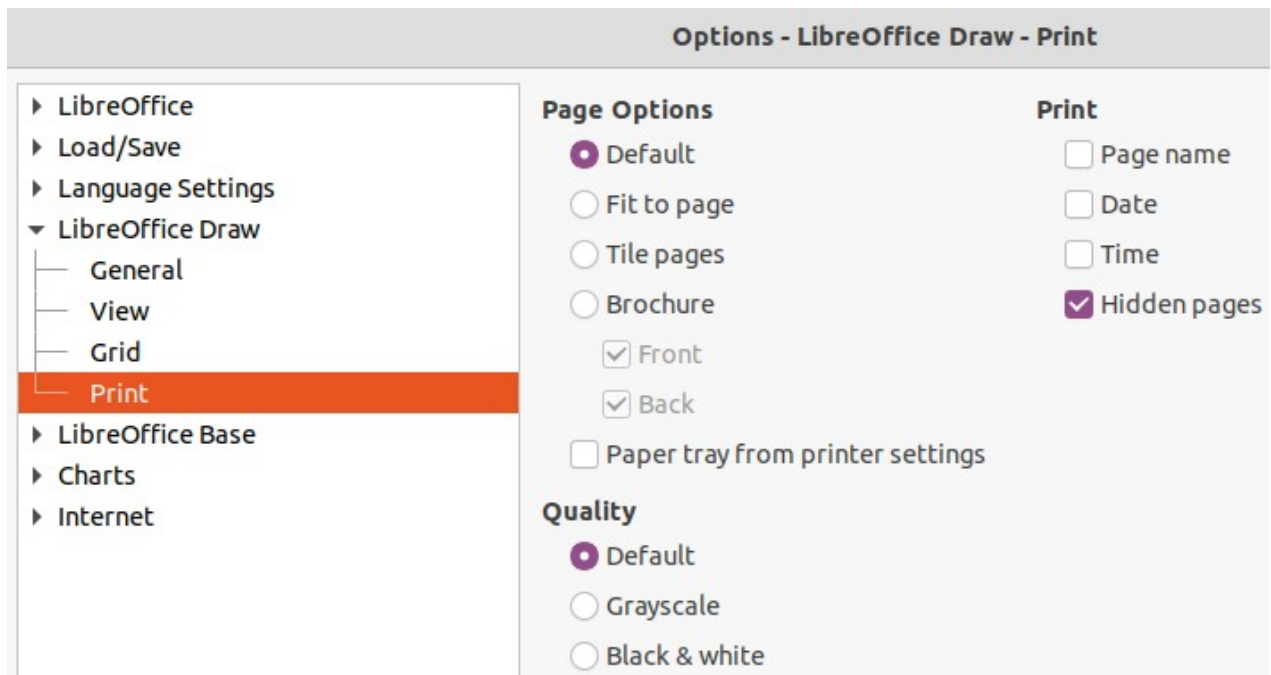 Options - LibreOffice Draw - Print
LibreOffice
Load/Save
Language Settings
LibreOffice Draw
General
View
Grid
Print
LibreOffice Base
Charts
Internet
Page Options
Default
Fit to page
Tile pages
Brochure
Front
Back
Paper tray from printer settings
Quality
Default
Grayscale
Black & white
Print
Page name
Date
Time
Hidden pages